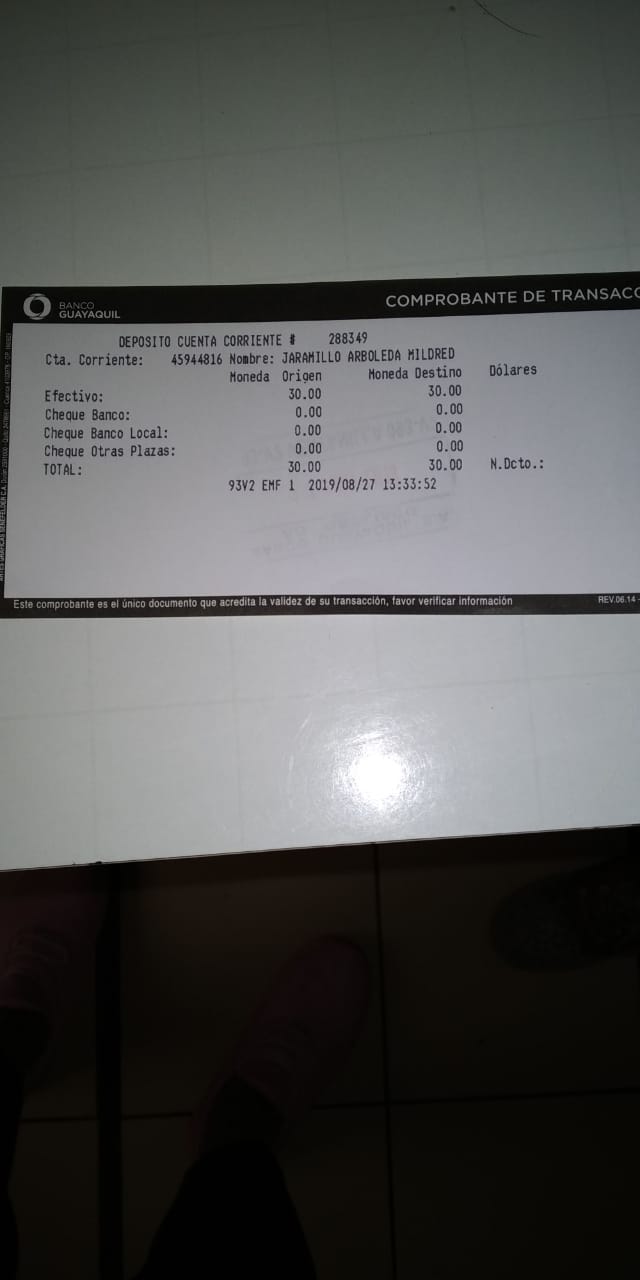 BANCO
GUAYAQUIL
COMPROBANTE DE TRANSACC
DEPOSITO CUENTA CORRIENTE # 288349
Cta. Corriente: 45944816 Nombre: JARAMILLO ARBOLEDA MILDRED
Moneda Origen Moneda Destino Dólares
Efectivo: 30.00 30.00
Cheque Banco: 0.00 0.00
Cheque Banco Local: 0.00 0.00
Cheque Otras Plazas: 0.00 0.00
TOTAL: 30.00 30.00 N.Dcto.:
93V2 EMF 1 2019/08/27 13:33:52
Este comprobante es el único documento que acredita la validez de su transacción, favor verificar información
REV.06.14 -